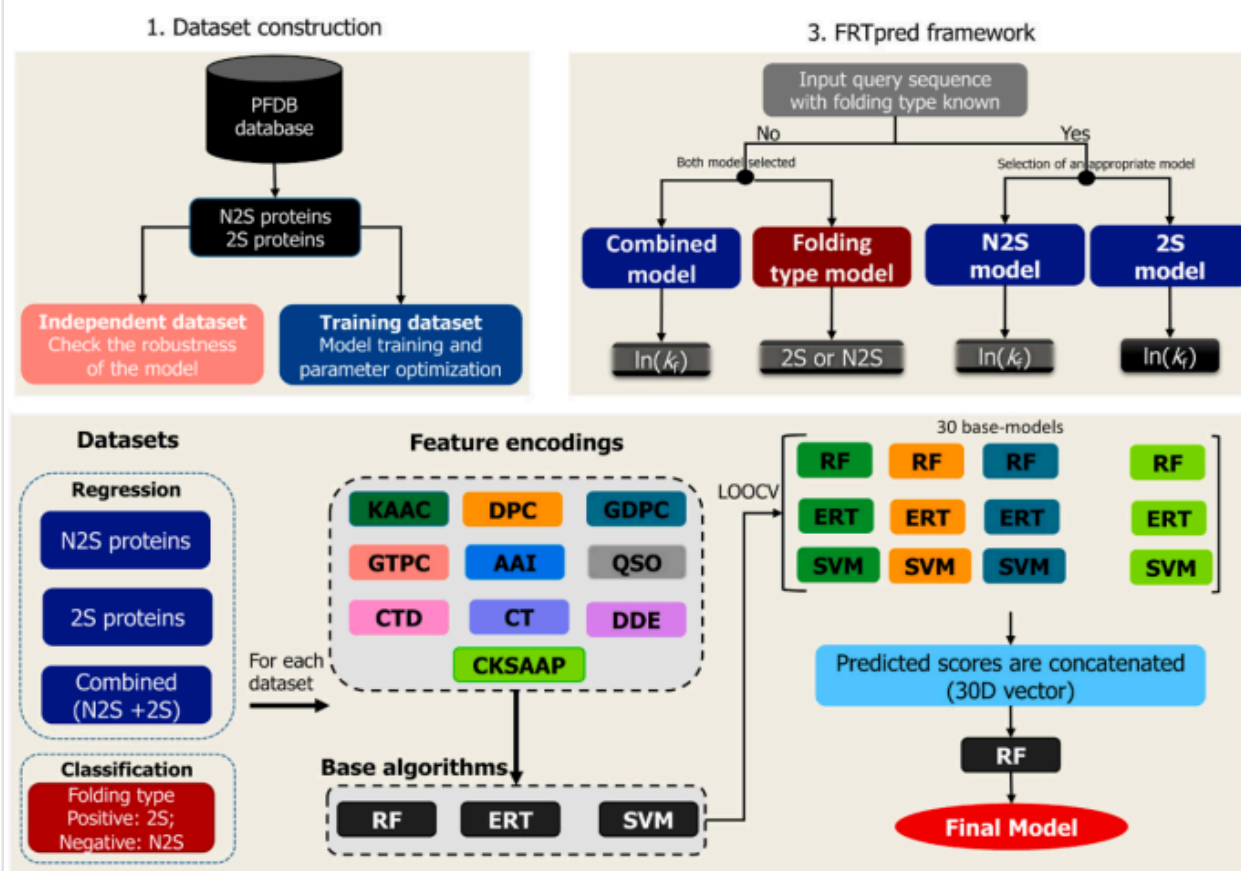 1. Dataset construction
PFDB
database
N2S proteins
2S proteins
Independent dataset
Check the robustness
of the model
Training dataset
Model training and
parameter optimization
3. FRTpred framework
Input query sequence
with folding type known
No
Yes
Both model selected
Selection of an appropriate model
Combined
model
Folding
type model
N2S
model
2S
model
ln(kf)
2S or N2S
ln(kf)
ln(kf)
Datasets
Regression
N2S proteins
2S proteins
Combined
(N2S +2S)
Classification
Folding type
Positive: 2S;
Negative: N2S
For each
dataset
Feature encodings
KAAC DPC GDPC
GTPC AAI QSO
CTD CT DDE
CKSAAP
Base algorithms
RF ERT SVM
LOOCV
30 base-models
RF RF RF RF
ERT ERT ERT ERT
SVM SVM SVM SVM
Predicted scores are concatenated
(30D vector)
RF
Final Model